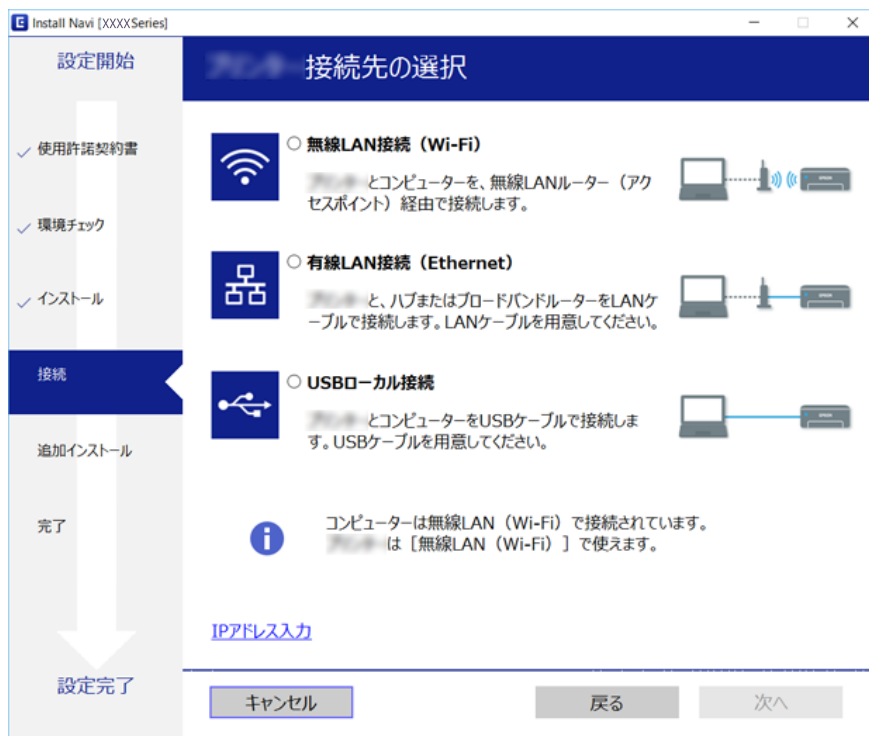 Install Navi [XXXXSeries]
設定開始
使用許諾契約書
環境チェック
インストール
接続
追加インストール
完了
設定完了
接続先の選択
無線LAN接続（Wi-Fi）
とコンピューターを、無線LANルーター（アク
セスポイント）経由で接続します。
有線LAN接続（Ethernet）
と、ハブまたはブロードバンドルーターをLANケ
ーブルで接続します。LANケーブルを用意してください。
USBローカル接続
とコンピューターをUSBケーブルで接続しま
す。USBケーブルを用意してください。
コンピューターは無線LAN（Wi-Fi）で接続されています。
は［無線LAN（Wi-Fi）］で使えます。
IPアドレス入力
キャンセル
戻る
次へ